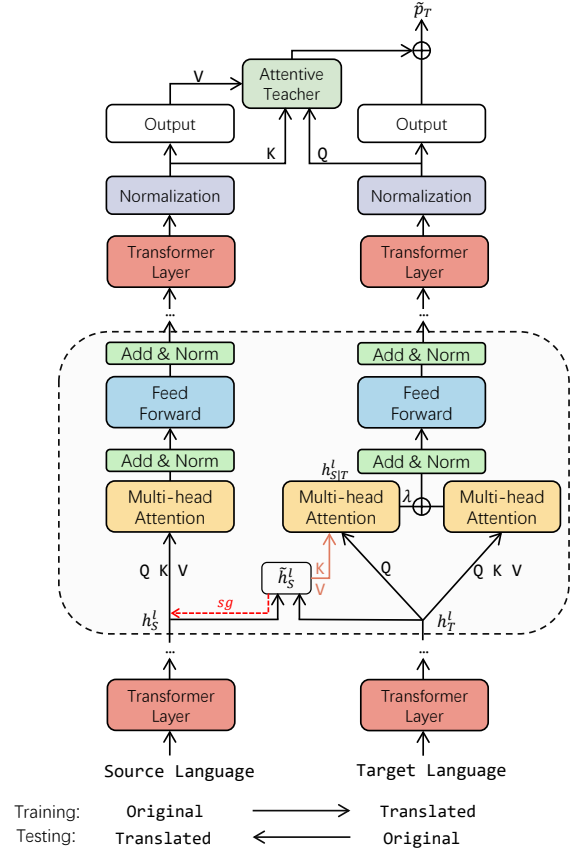 p̃_T
V
Attentive
Teacher
Output
Output
K
Q
Normalization
Normalization
Transformer
Layer
Transformer
Layer
...
...
Add & Norm
Add & Norm
Feed
Forward
Feed
Forward
Add & Norm
Add & Norm
h^l_{S|T}
Multi-head
Attention
Multi-head
Attention
λ
Multi-head
Attention
Q K V
h̃^l_S
K
V
Q
Q K V
sg
h^l_S
h^l_T
...
...
Transformer
Layer
Transformer
Layer
Source Language
Target Language
Training: Original Translated
Testing: Translated Original